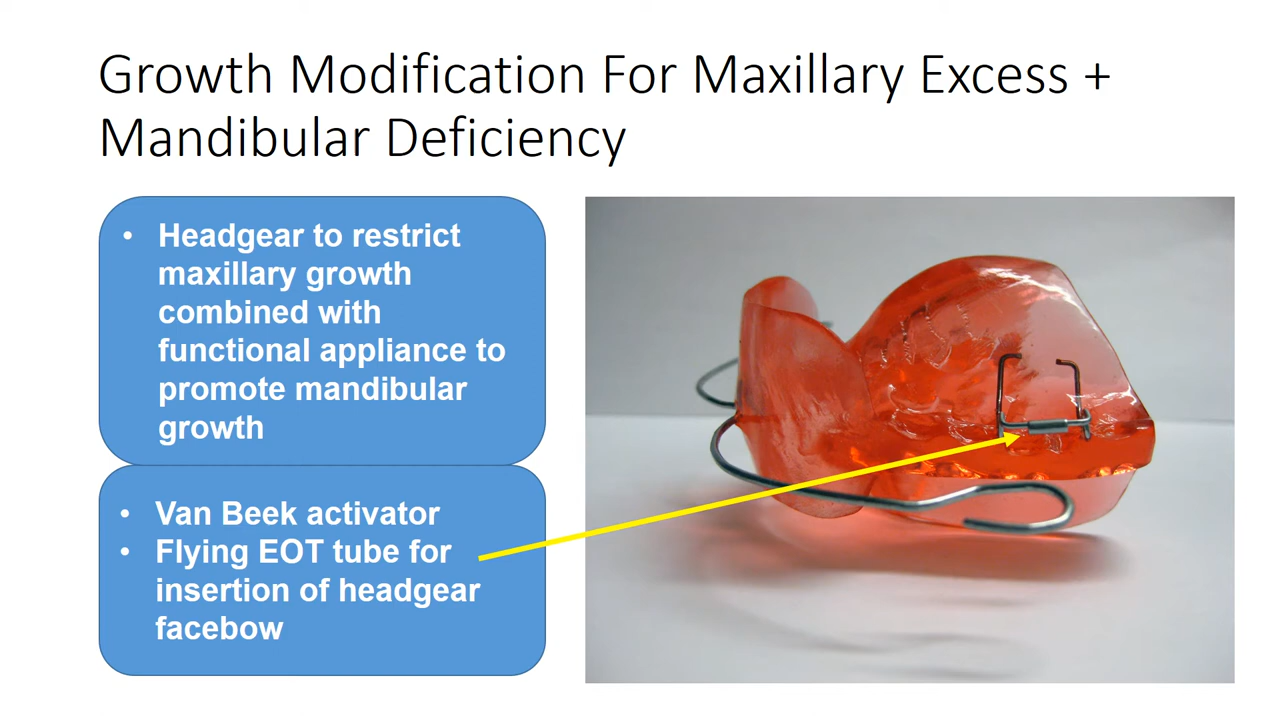 Growth Modification For Maxillary Excess +
Mandibular Deficiency
• Headgear to restrict
maxillary growth
combined with
functional appliance to
promote mandibular
growth
• Van Beek activator
• Flying EOT tube for
insertion of headgear
facebow